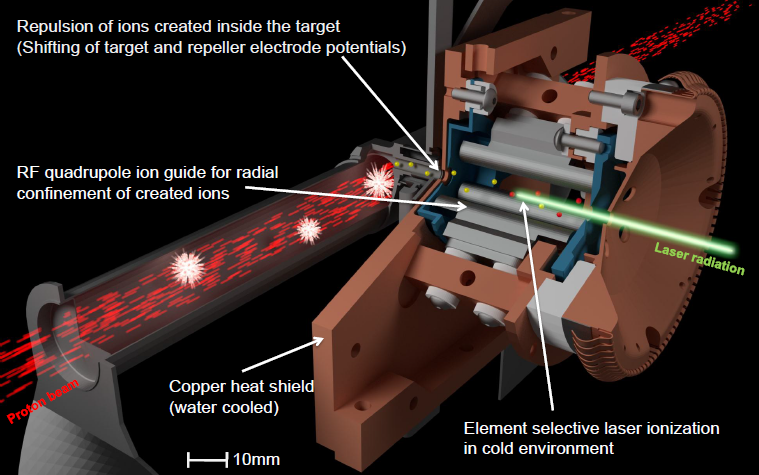 Repulsion of ions created inside the target
(Shifting of target and repeller electrode potentials)
RF quadrupole ion guide for radial
confinement of created ions
Laser radiation
Proton beam
Copper heat shield
(water cooled)
Element selective laser ionization
in cold environment
10mm